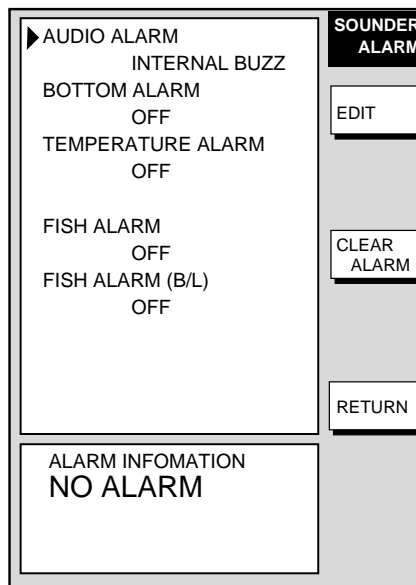 AUDIO ALARM
INTERNAL BUZZ
BOTTOM ALARM
OFF
TEMPERATURE ALARM
OFF
FISH ALARM
OFF
FISH ALARM (B/L)
OFF
ALARM INFOMATION
NO ALARM
SOUNDER
ALARM
EDIT
CLEAR
ALARM
RETURN